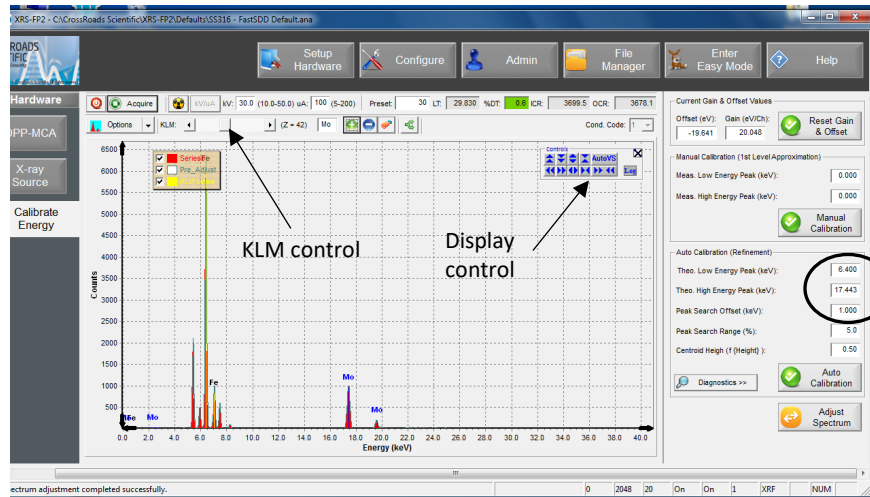 XRS-FP2 - C:\CrossRoads Scientific\XRS-FP2\Defaults\SS316 - FastSDD Default.ana
ROADS
TIFIC
Setup Hardware
Configure
Admin
File Manager
Enter Easy Mode
Help
Hardware
DPP-MCA
X-ray Source
Calibrate Energy
Acquire
kV/uA
kV: 30.0 (10.0-50.0) uA: 100 (5-200)
Preset: 30 LT: 29.830 %DT: 0.6 ICR: 3699.5 OCR: 3678.1
Options
KLM:
(Z = 42) Mo
Cond. Code: 1
Counts
6500
6000
5500
5000
4500
4000
3500
3000
2500
2000
1500
1000
500
Series
Fe
Pre_Adjust
Controls
AutoVS
Log
KLM control
Display control
Fe
Mo
Mo
Fe
Mo
0.0 2.0 4.0 6.0 8.0 10.0 12.0 14.0 16.0 18.0 20.0 22.0 24.0 26.0 28.0 30.0 32.0 34.0 36.0 38.0 40.0
Energy (keV)
Current Gain & Offset Values
Offset (eV): Gain (eV/Ch):
-19.641 20.048
Reset Gain & Offset
Manual Calibration (1st Level Approximation)
Meas. Low Energy Peak (keV): 0.000
Meas. High Energy Peak (keV): 0.000
Manual Calibration
Auto Calibration (Refinement)
Theo. Low Energy Peak (keV): 6.400
Theo. High Energy Peak (keV): 17.443
Peak Search Offset (keV): 1.000
Peak Search Range (%): 5.0
Centroid Heigh (f{Height} ): 0.50
Diagnostics >>
Auto Calibration
Adjust Spectrum
ectrum adjustment completed successfully.
0 2048 20 On On 1 XRF NUM